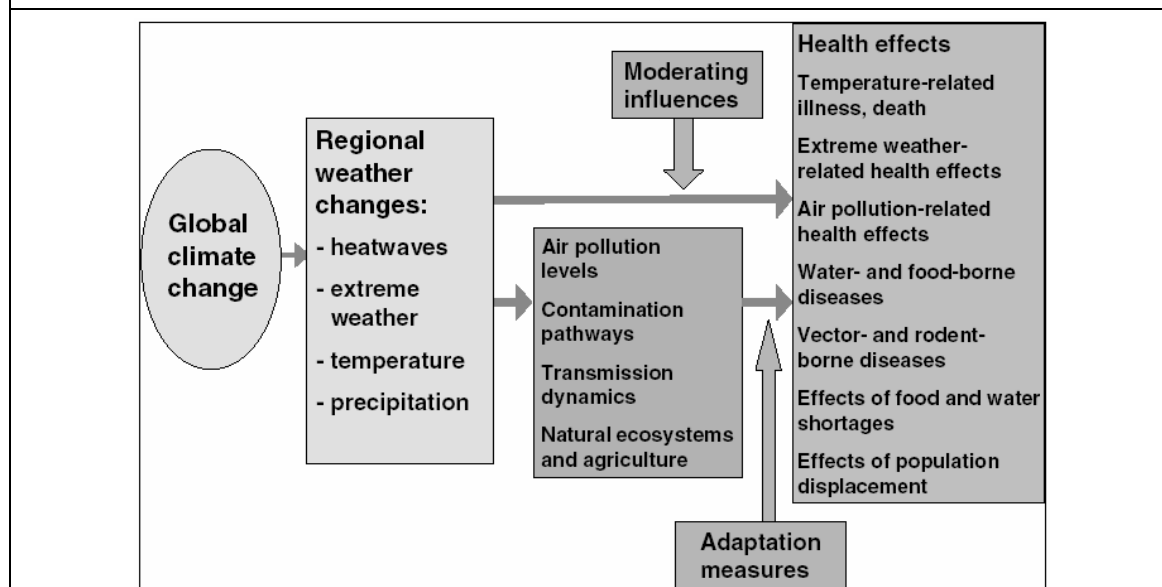 Global
climate
change
Regional
weather
changes:
- heatwaves
- extreme
weather
- temperature
- precipitation
Moderating
influences
Air pollution
levels
Contamination
pathways
Transmission
dynamics
Natural ecosystems
and agriculture
Adaptation
measures
Health effects
Temperature-related
illness, death
Extreme weather-
related health effects
Air pollution-related
health effects
Water- and food-borne
diseases
Vector- and rodent-
borne diseases
Effects of food and water
shortages
Effects of population
displacement